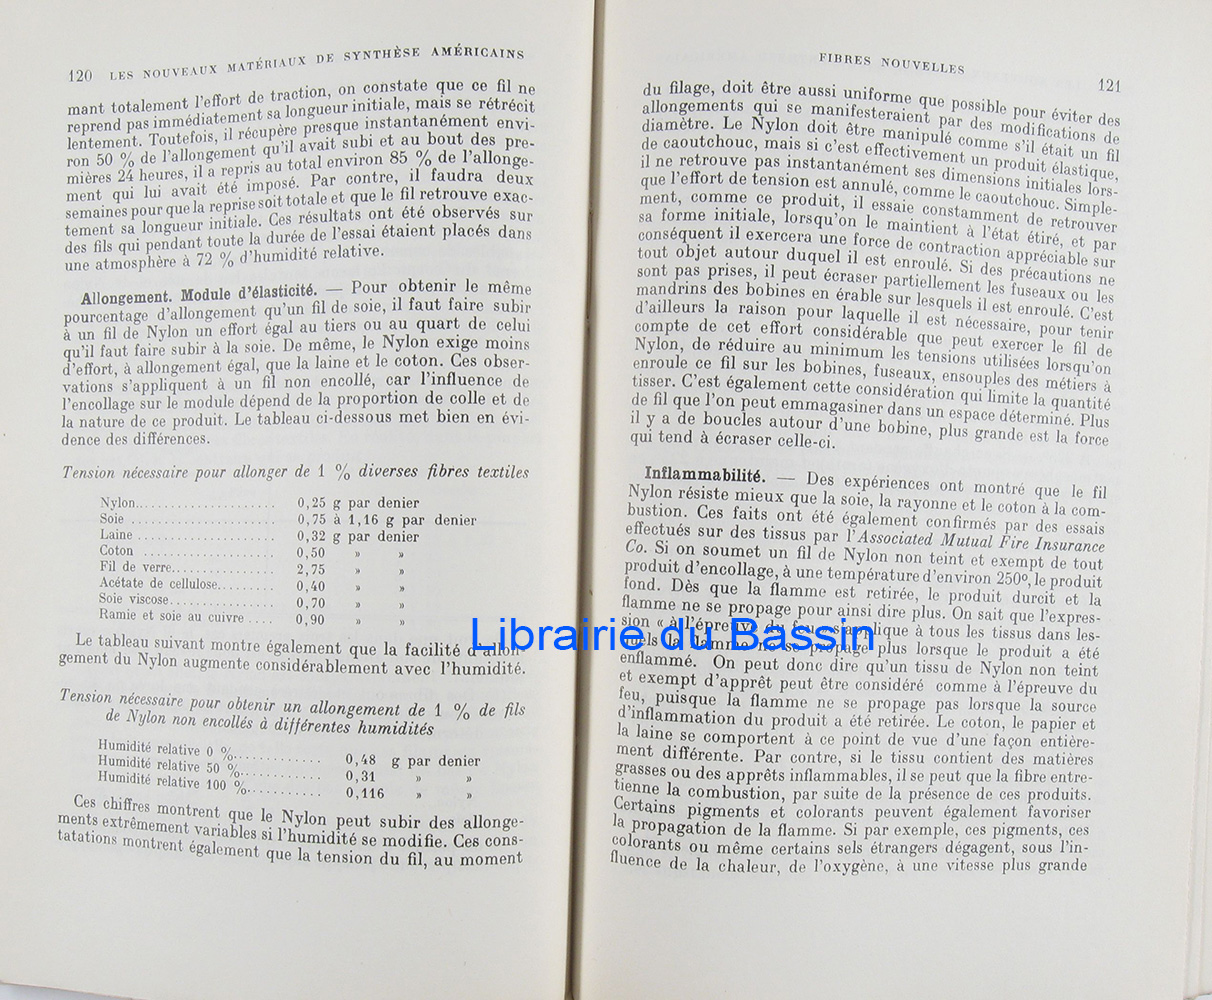 120 LES NOUVEAUX MATÉRIAUX DE SYNTHÈSE AMÉRICAINS
mant totalement l'effort de traction, on constate que ce fil ne
reprend pas immédiatement sa longueur initiale, mais se rétrécit
lentement. Toutefois, il récupère presque instantanément envi-
ron 50 % de l'allongement qu'il avait subi et au bout des pre-
mières 24 heures, il a repris au total environ 85 % de l'allonge-
ment qui lui avait été imposé. Par contre, il faudra deux
semaines pour que la reprise soit totale et que le fil retrouve exac-
tement sa longueur initiale. Ces résultats ont été observés sur
des fils qui pendant toute la durée de l'essai étaient placés dans
une atmosphère à 72 % d'humidité relative.
Allongement. Module d'élasticité. — Pour obtenir le même
pourcentage d'allongement qu'un fil de soie, il faut faire subir
à un fil de Nylon un effort égal au tiers ou au quart de celui
qu'il faut faire subir à la soie. De même, le Nylon exige moins
d'effort, à allongement égal, que la laine et le coton. Ces obser-
vations s'appliquent à un fil non encollé, car l'influence de
l'encollage sur le module dépend de la proportion de colle et de
la nature de ce produit. Le tableau ci-dessous met bien en évi-
dence des différences.
Tension nécessaire pour allonger de 1 % diverses fibres textiles
Nylon..................... 0,25 g par denier
Soie ..................... 0,75 à 1,16 g par denier
Laine ..................... 0,32 g par denier
Coton ................... 0,50 » »
Fil de verre............... 2,75 » »
Acétate de cellulose........ 0,40 » »
Soie viscose............... 0,70 » »
Ramie et soie au cuivre .... 0,90 » »
Le tableau suivant montre également que la facilité d'allon-
gement du Nylon augmente considérablement avec l'humidité.
Tension nécessaire pour obtenir un allongement de 1 % de fils
de Nylon non encollés à différentes humidités
Humidité relative 0 %............. 0,48 g par denier
Humidité relative 50 %............ 0,31 » »
Humidité relative 100 %........... 0,116 » »
Ces chiffres montrent que le Nylon peut subir des allonge-
ments extrêmement variables si l'humidité se modifie. Ces cons-
tatations montrent également que la tension du fil, au moment
FIBRES NOUVELLES 121
du filage, doit être aussi uniforme que possible pour éviter des
allongements qui se manifesteraient par des modifications de
diamètre. Le Nylon doit être manipulé comme s'il était un fil
de caoutchouc, mais si c'est effectivement un produit élastique,
il ne retrouve pas instantanément ses dimensions initiales lors-
que l'effort de tension est annulé, comme le caoutchouc. Simple-
ment, comme ce produit, il essaie constamment de retrouver
sa forme initiale, lorsqu'on le maintient à l'état étiré, et par
conséquent il exercera une force de contraction appréciable sur
tout objet autour duquel il est enroulé. Si des précautions ne
sont pas prises, il peut écraser partiellement les fuseaux ou les
mandrins des bobines en érable sur lesquels il est enroulé. C'est
d'ailleurs la raison pour laquelle il est nécessaire, pour tenir
compte de cet effort considérable que peut exercer le fil de
Nylon, de réduire au minimum les tensions utilisées lorsqu'on
enroule ce fil sur les bobines, fuseaux, ensouples des métiers à
tisser. C'est également cette considération qui limite la quantité
de fil que l'on peut emmagasiner dans un espace déterminé. Plus
il y a de boucles autour d'une bobine, plus grande est la force
qui tend à écraser celle-ci.
Inflammabilité. — Des expériences ont montré que le fil
Nylon résiste mieux que la soie, la rayonne et le coton à la com-
bustion. Ces faits ont été également confirmés par des essais
effectués sur des tissus par l'Associated Mutual Fire Insurance
Co. Si on soumet un fil de Nylon non teint et exempt de tout
produit d'encollage, à une température d'environ 250º, le produit
fond. Dès que la flamme est retirée, le produit durcit et la
flamme ne se propage pour ainsi dire plus. On sait que l'expres-
sion « à l'épreuve du feu » s'applique à tous les tissus dans les-
quels la flamme ne se propage plus lorsque le produit a été
enflammé. On peut donc dire qu'un tissu de Nylon non teint
et exempt d'apprêt peut être considéré comme à l'épreuve du
feu, puisque la flamme ne se propage pas lorsque la source
d'inflammation du produit a été retirée. Le coton, le papier et
la laine se comportent à ce point de vue d'une façon entière-
ment différente. Par contre, si le tissu contient des matières
grasses ou des apprêts inflammables, il se peut que la fibre entre-
tienne la combustion, par suite de la présence de ces produits.
Certains pigments et colorants peuvent également favoriser
la propagation de la flamme. Si par exemple, ces pigments, ces
colorants ou même certains sels étrangers dégagent, sous l'in-
fluence de la chaleur, de l'oxygène, à une vitesse plus grande
Librairie du Bassin